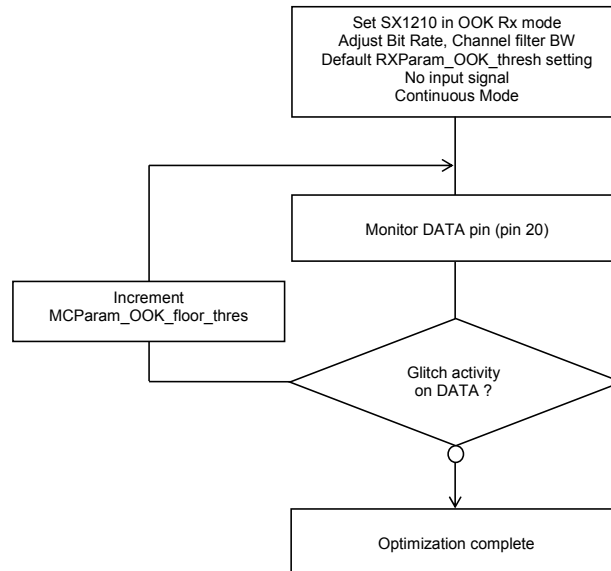 Set SX1210 in OOK Rx mode
Adjust Bit Rate, Channel filter BW
Default RXParam_OOK_thresh setting
No input signal
Continuous Mode
Monitor DATA pin (pin 20)
Increment
MCParam_OOK_floor_thres
Glitch activity
on DATA ?
Optimization complete